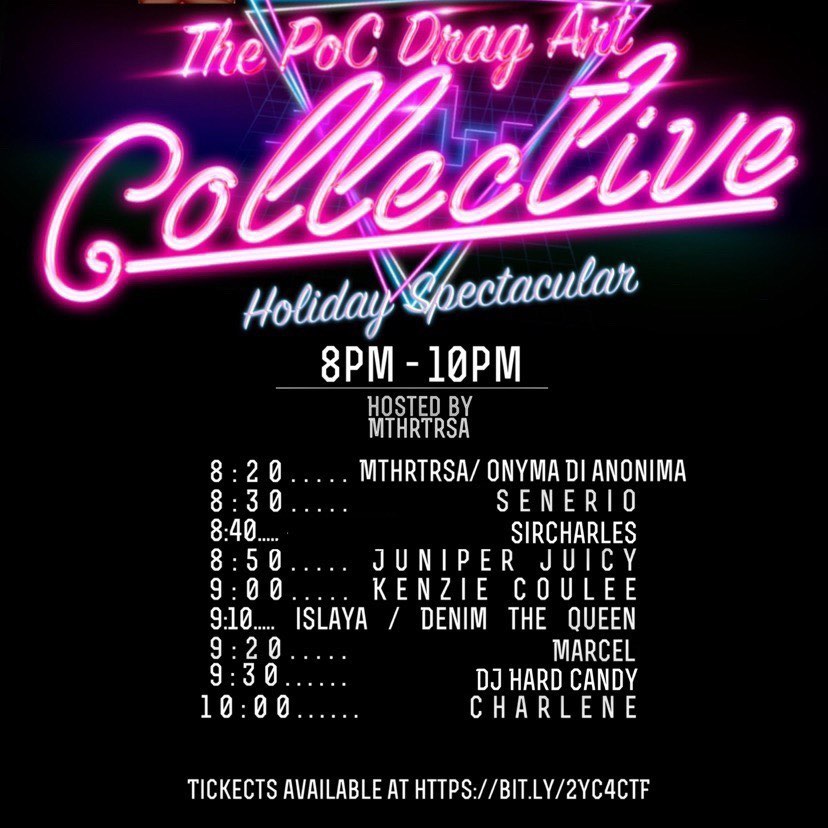 The PoC Drag Art
Collective
Holiday Spectacular
8PM - 10PM
HOSTED BY
MTHRTRSA
8:20..... MTHRTRSA/ ONYMA DI ANONIMA
8:30..... SENERIO
8:40..... SIRCHARLES
8:50..... JUNIPER JUICY
9:00..... KENZIE COULEE
9:10..... ISLAYA / DENIM THE QUEEN
9:20..... MARCEL
9:30...... DJ HARD CANDY
10:00...... CHARLENE
TICKECTS AVAILABLE AT HTTPS://BIT.LY/2YC4CTF